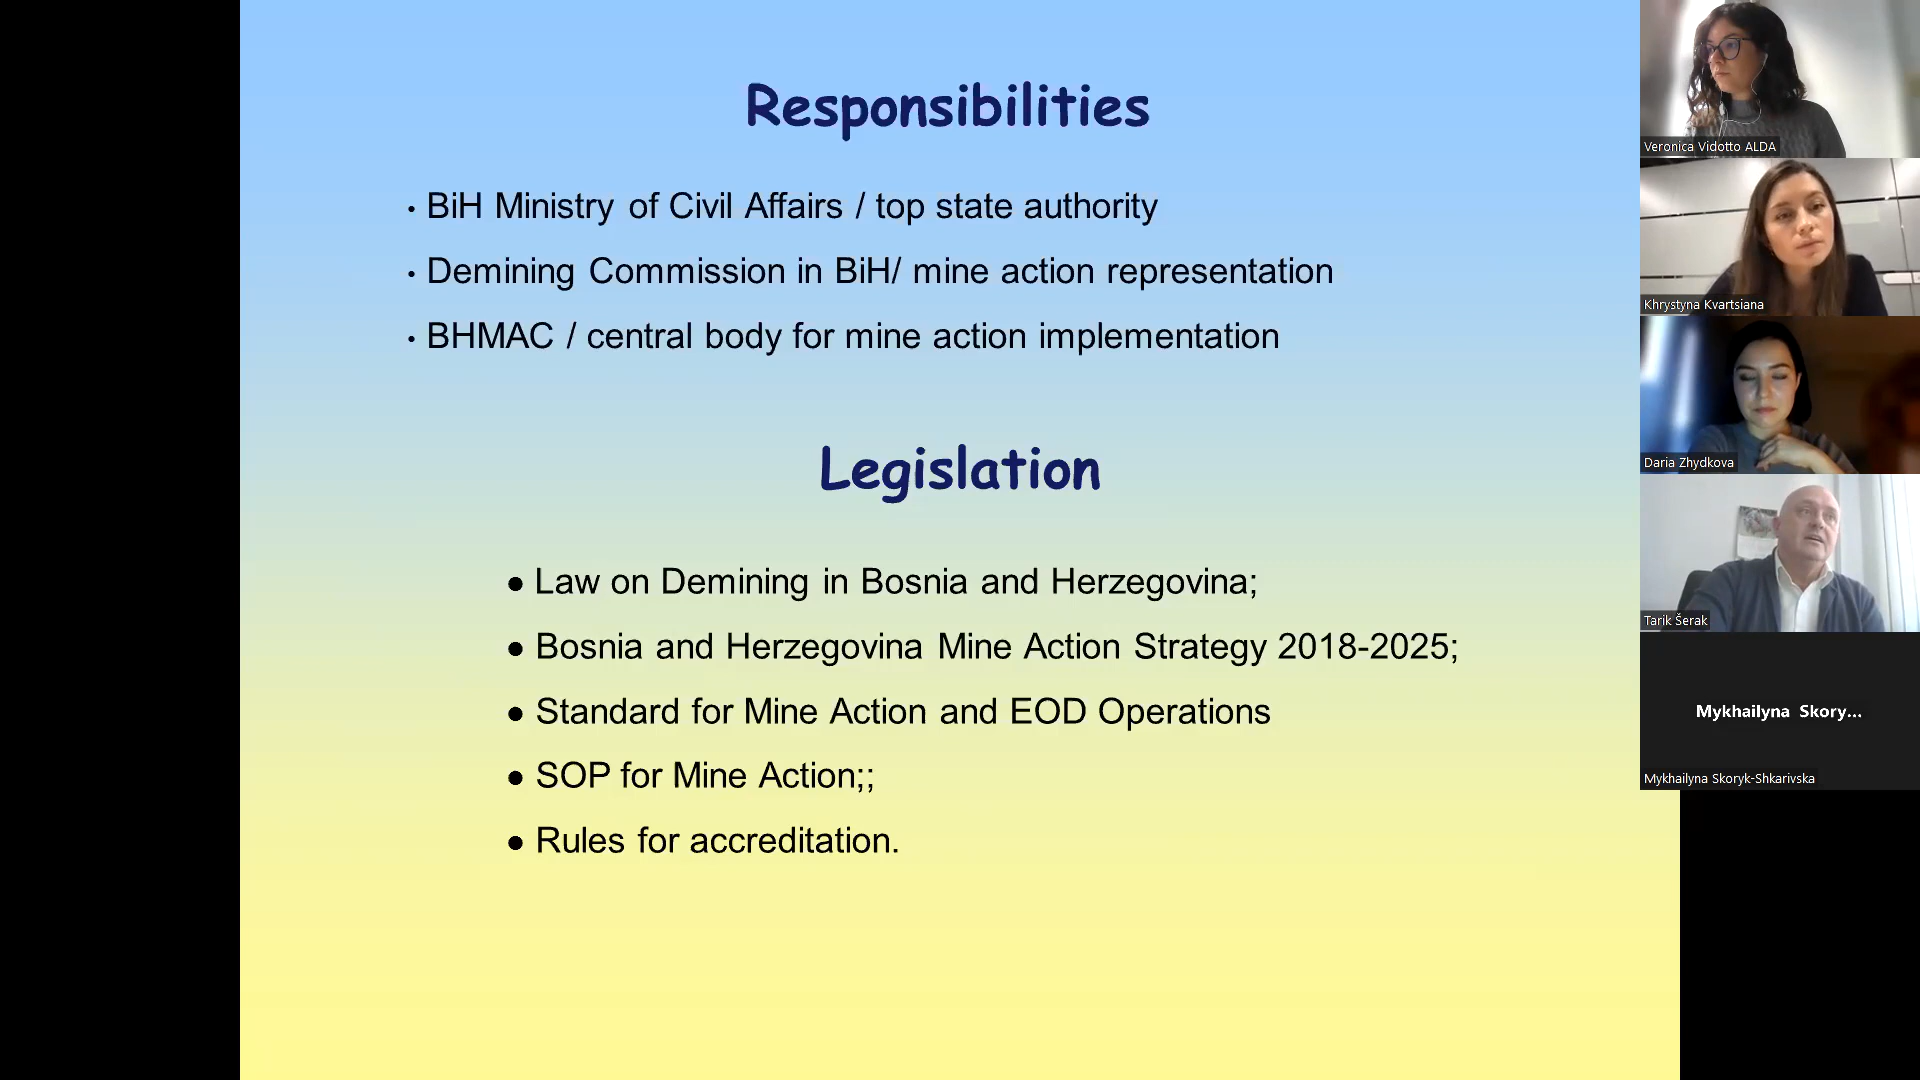 Responsibilities
• BiH Ministry of Civil Affairs / top state authority
• Demining Commission in BiH/ mine action representation
• BHMAC / central body for mine action implementation
Legislation
● Law on Demining in Bosnia and Herzegovina;
● Bosnia and Herzegovina Mine Action Strategy 2018-2025;
● Standard for Mine Action and EOD Operations
● SOP for Mine Action;;
● Rules for accreditation.
Veronica Vidotto ALDA
Khrystyna Kvartsiana
Daria Zhydkova
Tarik Šerak
Mykhailyna Skory...
Mykhailyna Skoryk-Shkarivska